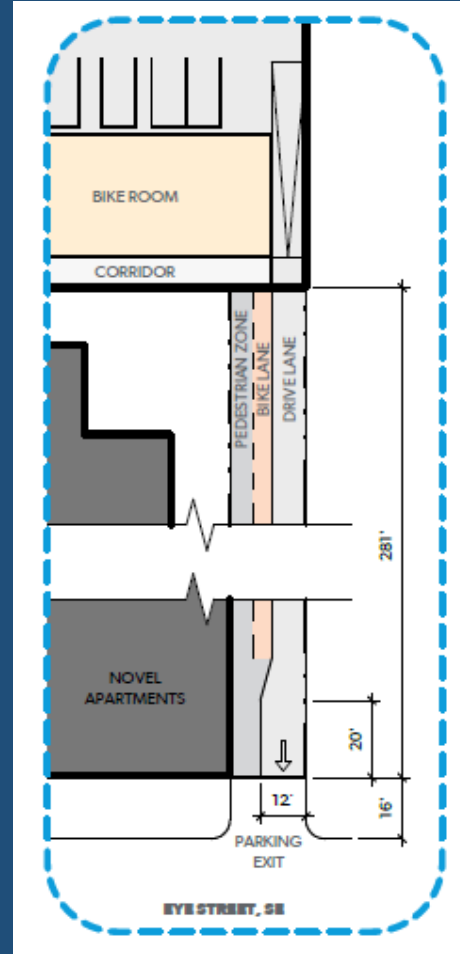 BIKE ROOM
CORRIDOR
PEDESTRIAN ZONE
BIKE LANE
DRIVE LANE
281'
NOVEL
APARTMENTS
20'
12'
16'
PARKING
EXIT
EYE STREET, SE